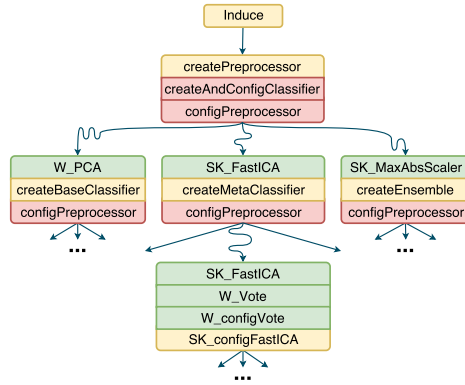 Induce
createPreprocessor
createAndConfigClassifier
configPreprocessor
W_PCA
createBaseClassifier
configPreprocessor
...
SK_FastICA
createMetaClassifier
configPreprocessor
SK_MaxAbsScaler
createEnsemble
configPreprocessor
...
SK_FastICA
W_Vote
W_configVote
SK_configFastICA
...